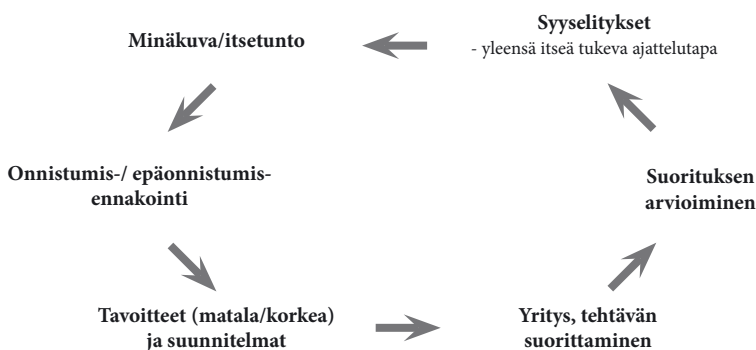 Syyselitykset
- yleensä itseä tukeva ajattelutapa
Minäkuva/itsetunto
Onnistumis-/ epäonnistumis-
ennakointi
Tavoitteet (matala/korkea)
ja suunnitelmat
Yritys, tehtävän
suorittaminen
Suorituksen
arvioiminen